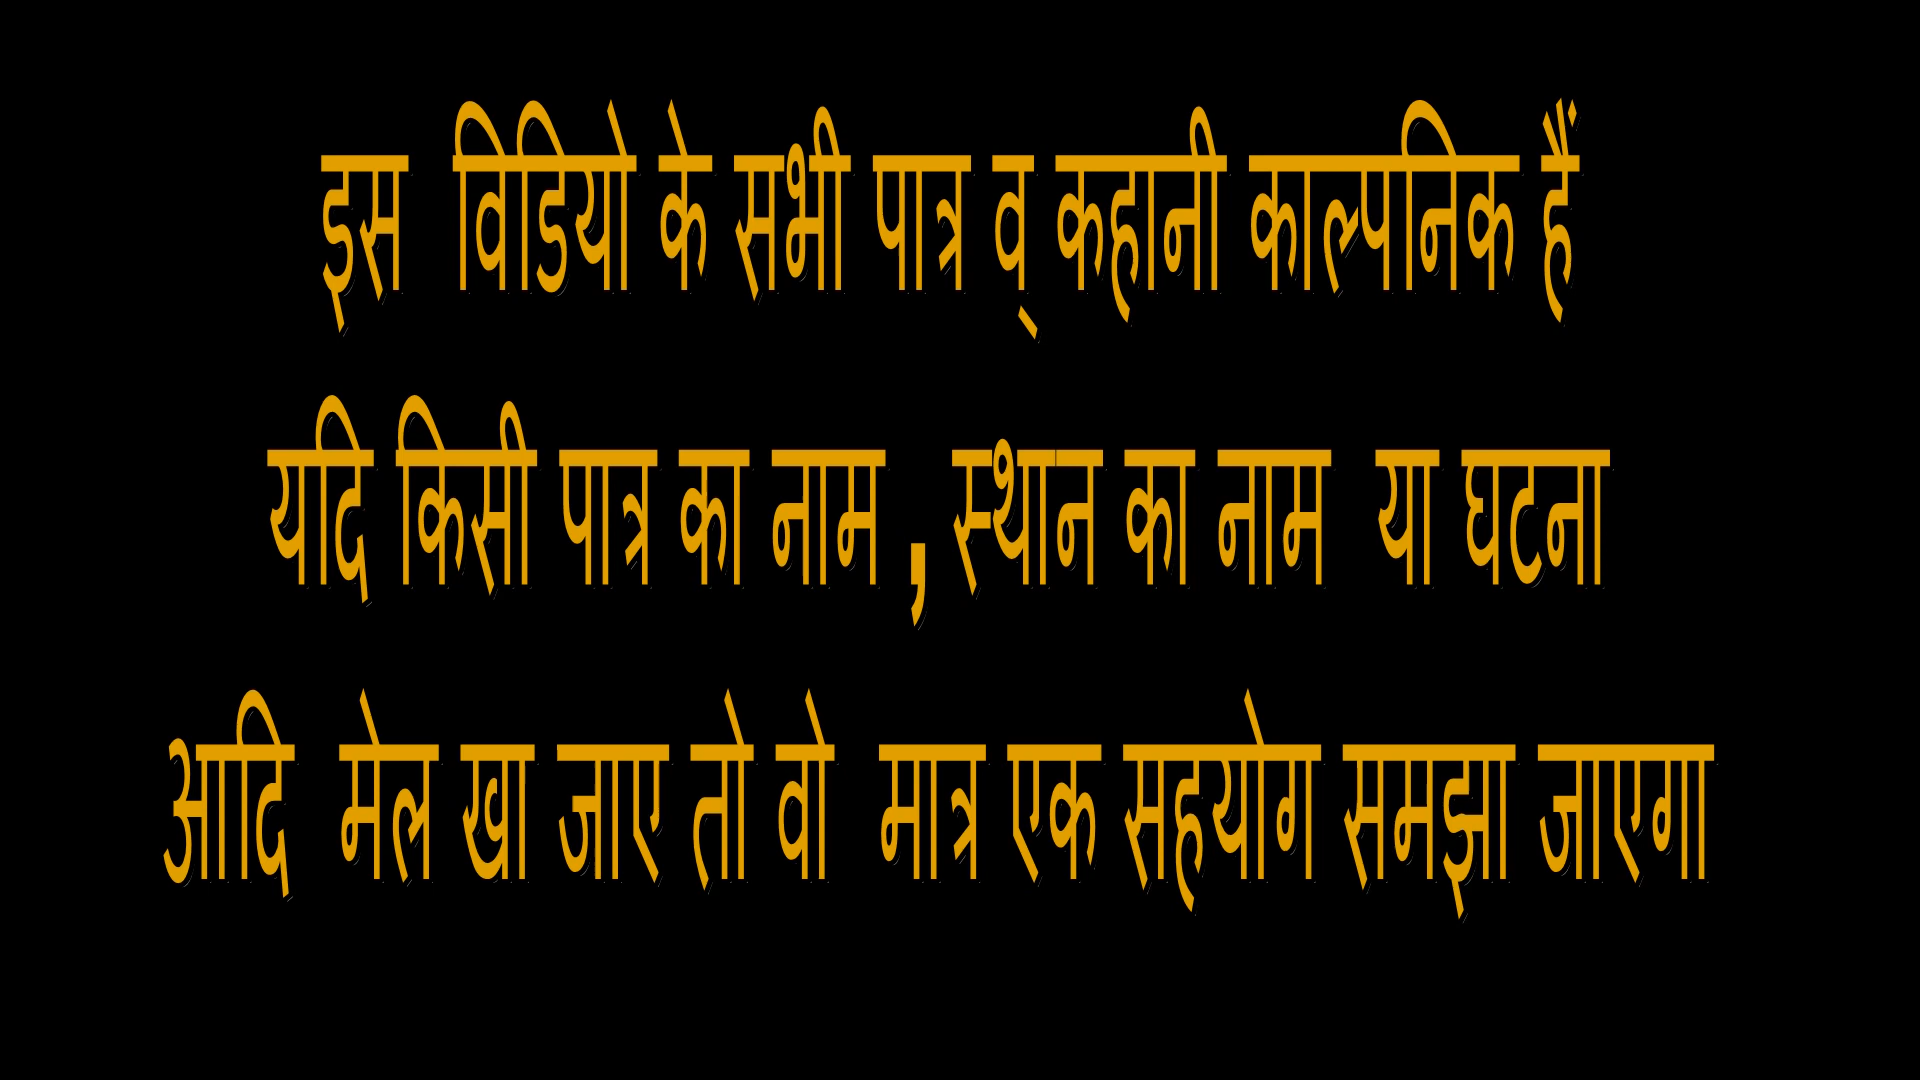 इस विडियो के सभी पात्र व् कहानी काल्पनिक हैं
यदि किसी पात्र का नाम , स्थान का नाम या घटना
आदि मेल खा जाए तो वो मात्र एक सहयोग समझा जाएगा